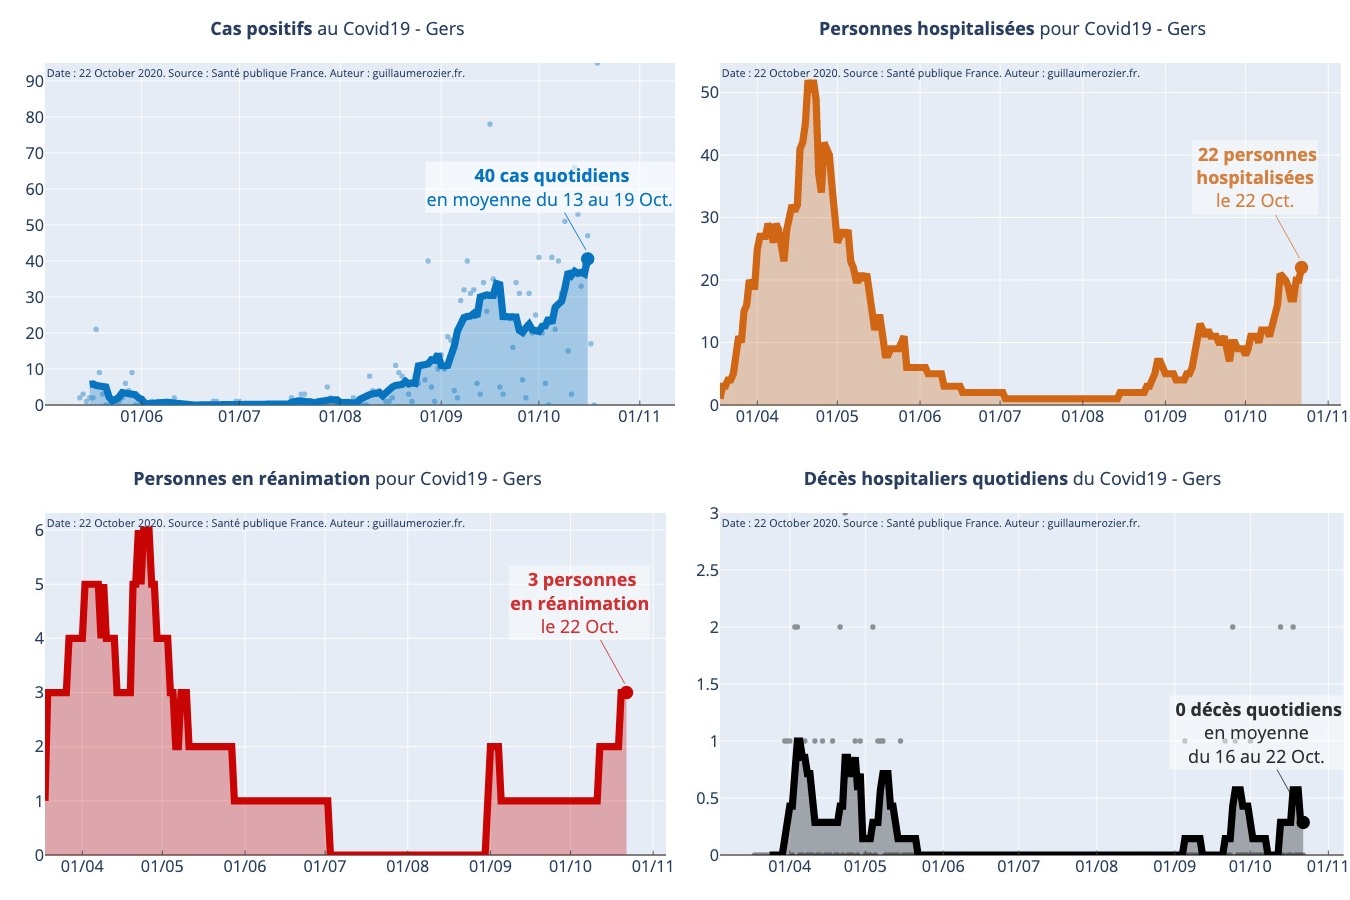 Cas positifs au Covid19 - Gers
Date : 22 October 2020. Source : Santé publique France. Auteur : guillaumerozier.fr.
90
80
70
60
50
40
30
20
10
0
40 cas quotidiens
en moyenne du 13 au 19 Oct.
01/06 01/07 01/08 01/09 01/10 01/11
Personnes hospitalisées pour Covid19 - Gers
Date : 22 October 2020. Source : Santé publique France. Auteur : guillaumerozier.fr.
50
40
30
20
10
0
22 personnes
hospitalisées
le 22 Oct.
01/04 01/05 01/06 01/07 01/08 01/09 01/10 01/11
Personnes en réanimation pour Covid19 - Gers
Date : 22 October 2020. Source : Santé publique France. Auteur : guillaumerozier.fr.
6
5
4
3
2
1
0
3 personnes
en réanimation
le 22 Oct.
01/04 01/05 01/06 01/07 01/08 01/09 01/10 01/11
Décès hospitaliers quotidiens du Covid19 - Gers
Date : 22 October 2020. Source : Santé publique France. Auteur : guillaumerozier.fr.
3
2.5
2
1.5
1
0.5
0
0 décès quotidiens
en moyenne
du 16 au 22 Oct.
01/04 01/05 01/06 01/07 01/08 01/09 01/10 01/11